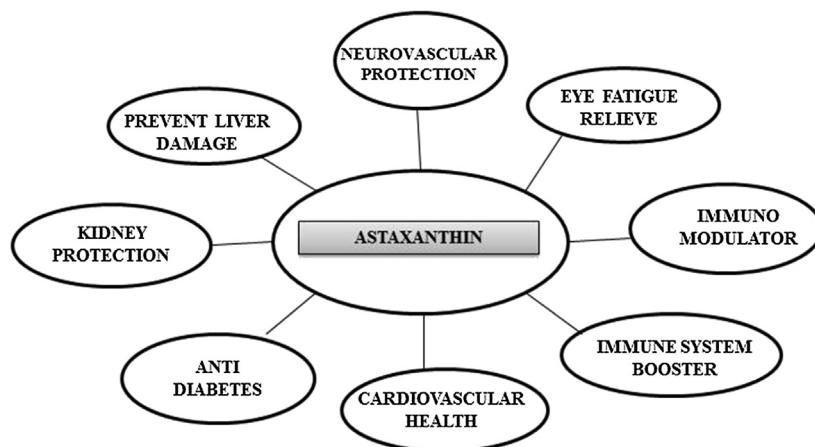 NEUROVASCULAR
PROTECTION
EYE FATIGUE
RELIEVE
PREVENT LIVER
DAMAGE
IMMUNO
MODULATOR
KIDNEY
PROTECTION
ASTAXANTHIN
IMMUNE SYSTEM
BOOSTER
ANTI
DIABETES
CARDIOVASCULAR
HEALTH